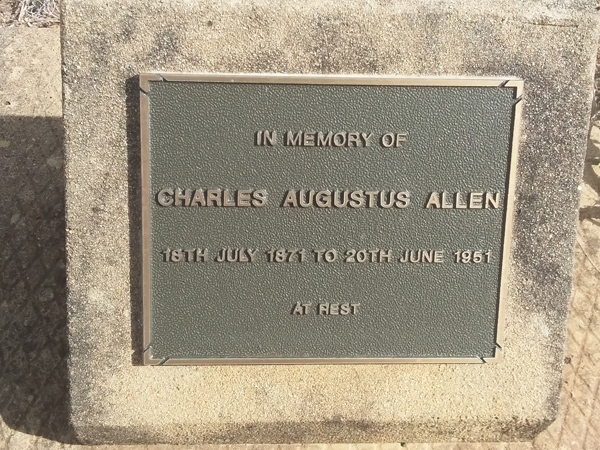 IN MEMORY OF
CHARLES AUGUSTUS ALLEN
18TH JULY 1871 TO 20TH JUNE 1951
AT REST